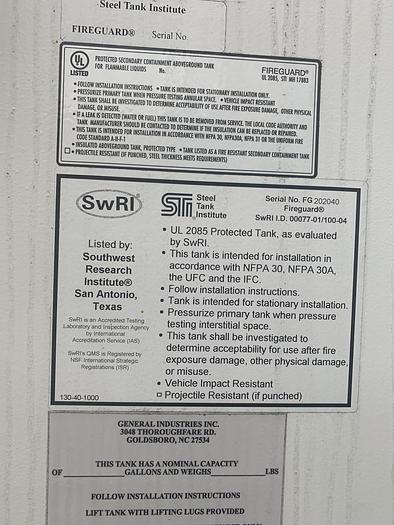 Steel Tank Institute
FIREGUARD® Serial No.
UL
LISTED
PROTECTED SECONDARY CONTAINMENT ABOVEGROUND TANK
FOR FLAMMABLE LIQUIDS No.
FIREGUARD®
UL 2085, STI MH 17883
• FOLLOW INSTALLATION INSTRUCTIONS • TANK IS INTENDED FOR STATIONARY INSTALLATION ONLY.
• PRESSURIZE PRIMARY TANK WHEN PRESSURE TESTING ANNULAR SPACE. • VEHICLE IMPACT RESISTANT
• THIS TANK SHALL BE INVESTIGATED TO DETERMINE ACCEPTABILITY OF USE AFTER FIRE EXPOSURE DAMAGE, OTHER PHYSICAL
DAMAGE, OR MISUSE.
• IF A LEAK IS DETECTED (WATER OR FUEL) THIS TANK IS TO BE REMOVED FROM SERVICE. THE LOCAL CODE AUTHORITY AND
TANK MANUFACTURER SHOULD BE CONTACTED TO DETERMINE IF THE INSULATION CAN BE REPLACED OR REPAIRED.
• THIS TANK IS INTENDED FOR INSTALLATION IN ACCORDANCE WITH NFPA 30, NFPA30A, NFPA 31 OR THE UNIFORM FIRE
CODE STANDARD A-II-F-1
• INSULATED ABOVEGROUND TANK, PROTECTED TYPE • TANK LISTED AS A FIRE RESISTANT SECONDARY CONTAINMENT TANK
□ PROJECTILE RESISTANT (IF PUNCHED, STEEL THICKNESS MEETS REQUIREMENTS)
SwRI
STI Steel
Tank
Institute
Serial No. FG 202040
Fireguard®
SwRI I.D. 00077-01/100-04
Listed by:
Southwest
Research
Institute®
San Antonio,
Texas
SwRI is an Accredited Testing
Laboratory and Inspection Agency
by International
Accreditation Service (IAS)
SwRI's QMS is Registered by
NSF International Strategic
Registrations (ISR)
130-40-1000
• UL 2085 Protected Tank, as evaluated
by SwRI.
• This tank is intended for installation in
accordance with NFPA 30, NFPA 30A,
the UFC and the IFC.
• Follow installation instructions.
• Tank is intended for stationary installation.
• Pressurize primary tank when pressure
testing interstitial space.
• This tank shall be investigated to
determine acceptability for use after fire
exposure damage, other physical damage,
or misuse.
• Vehicle Impact Resistant
□ Projectile Resistant (if punched)
GENERAL INDUSTRIES INC.
3048 THOROUGHFARE RD.
GOLDSBORO, NC 27534
THIS TANK HAS A NOMINAL CAPACITY
OF ________ GALLONS AND WEIGHS ________ LBS
FOLLOW INSTALLATION INSTRUCTIONS
LIFT TANK WITH LIFTING LUGS PROVIDED